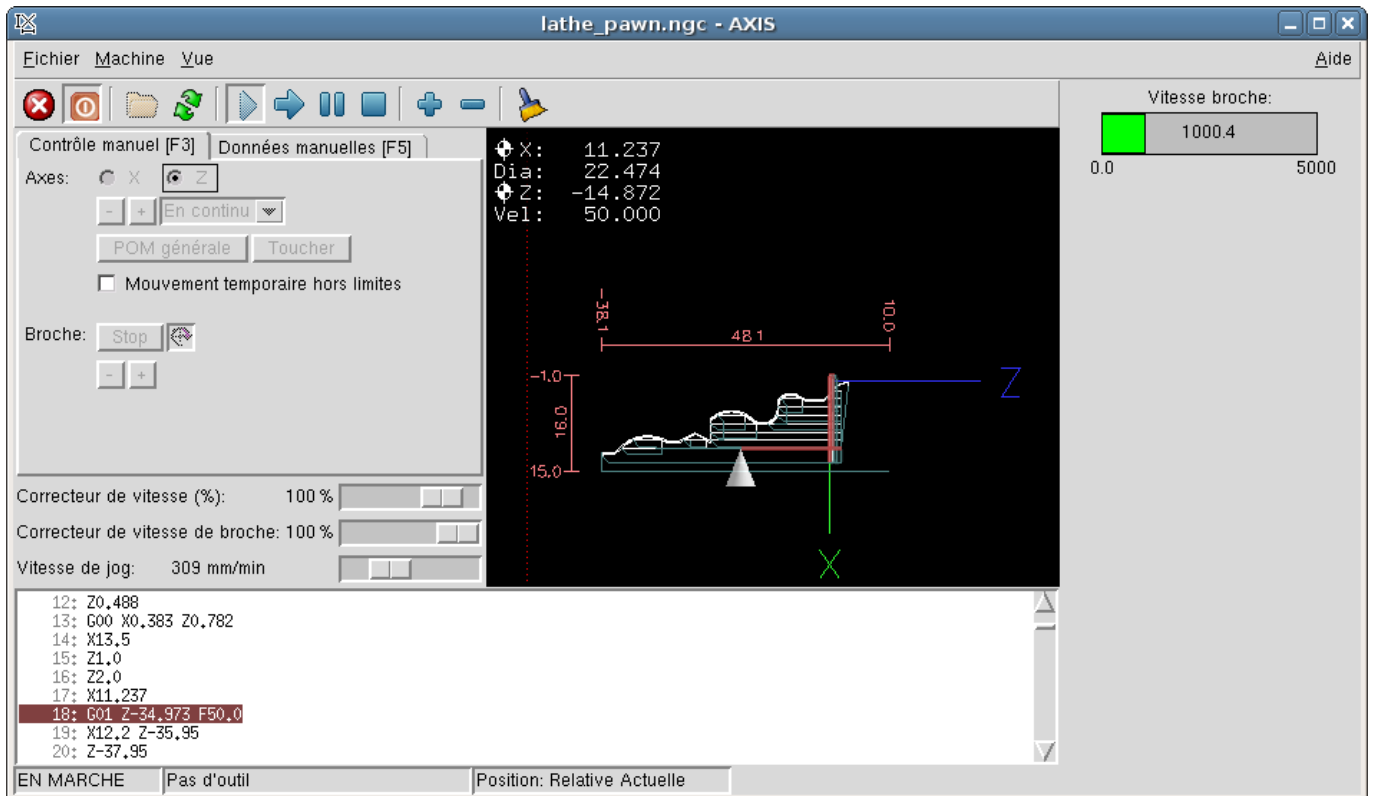 lathe_pawn.ngc - AXIS
Fichier Machine Vue Aide
Contrôle manuel [F3] Données manuelles [F5]
Axes: X Z
- + En continu
POM générale Toucher
Mouvement temporaire hors limites
Broche: Stop
- +
Correcteur de vitesse (%): 100 %
Correcteur de vitesse de broche: 100 %
Vitesse de jog: 309 mm/min
X: 11.237
Dia: 22.474
Z: -14.872
Vel: 50.000
-38.1
10.0
48.1
-1.0
16.0
15.0
Z
X
Vitesse broche:
1000.4
0.0 5000
12: Z0.488
13: G00 X0.383 Z0.782
14: X13.5
15: Z1.0
16: Z2.0
17: X11.237
18: G01 Z-34.973 F50.0
19: X12.2 Z-35.95
20: Z-37.95
EN MARCHE Pas d'outil Position: Relative Actuelle